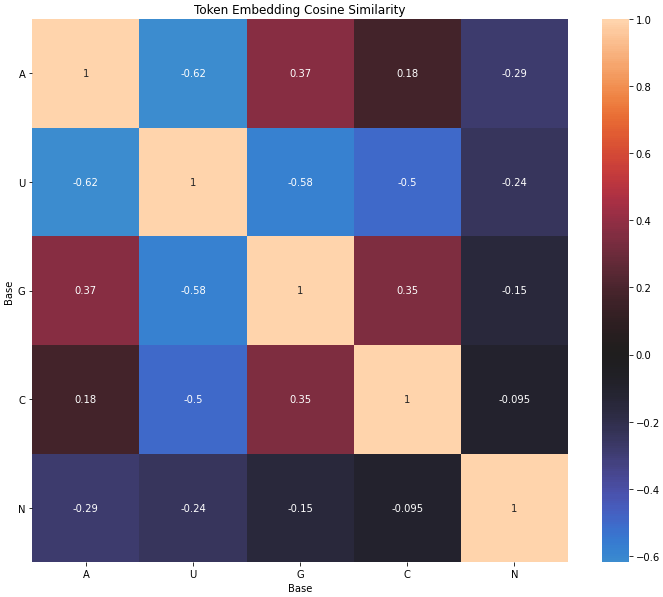 Token Embedding Cosine Similarity
A 1 -0.62 0.37 0.18 -0.29
U -0.62 1 -0.58 -0.5 -0.24
G 0.37 -0.58 1 0.35 -0.15
C 0.18 -0.5 0.35 1 -0.095
N -0.29 -0.24 -0.15 -0.095 1
Base
A U G C N
Base
1.0
0.8
0.6
0.4
0.2
0.0
−0.2
−0.4
−0.6